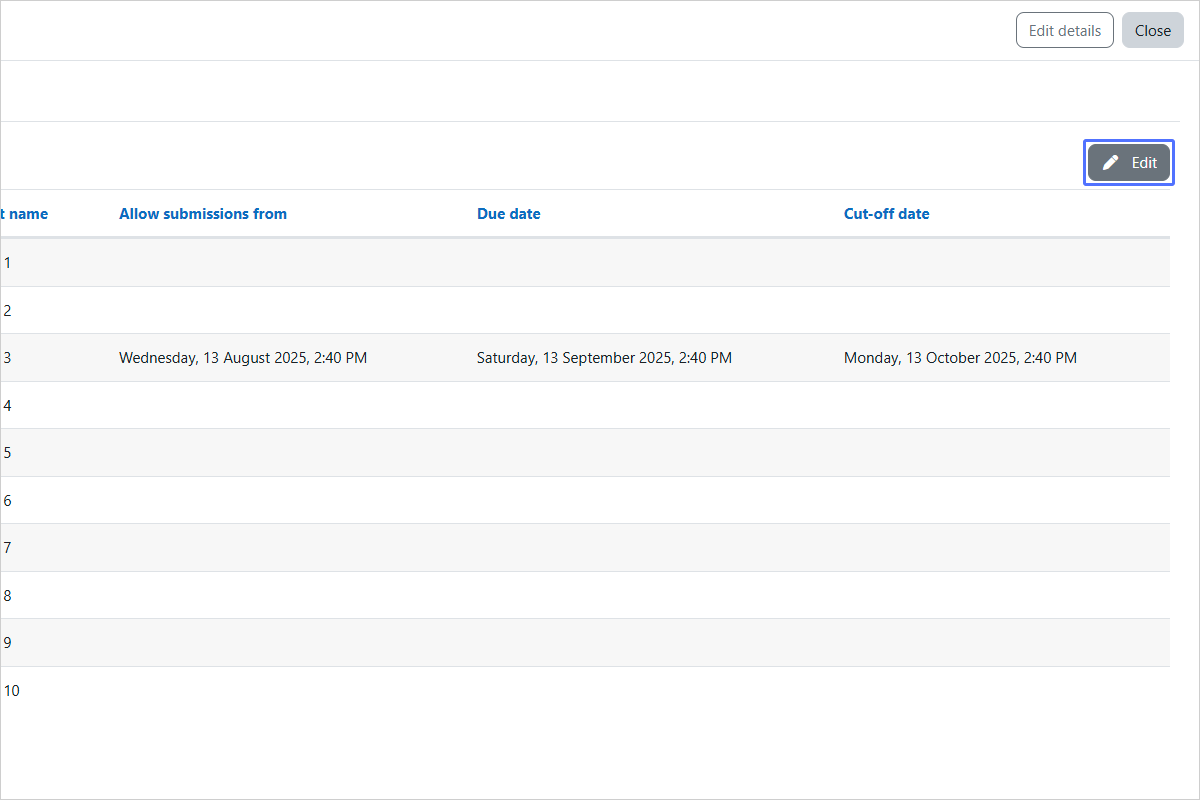 Edit details Close
Edit
t name Allow submissions from Due date Cut-off date
1
2
3 Wednesday, 13 August 2025, 2:40 PM Saturday, 13 September 2025, 2:40 PM Monday, 13 October 2025, 2:40 PM
4
5
6
7
8
9
10